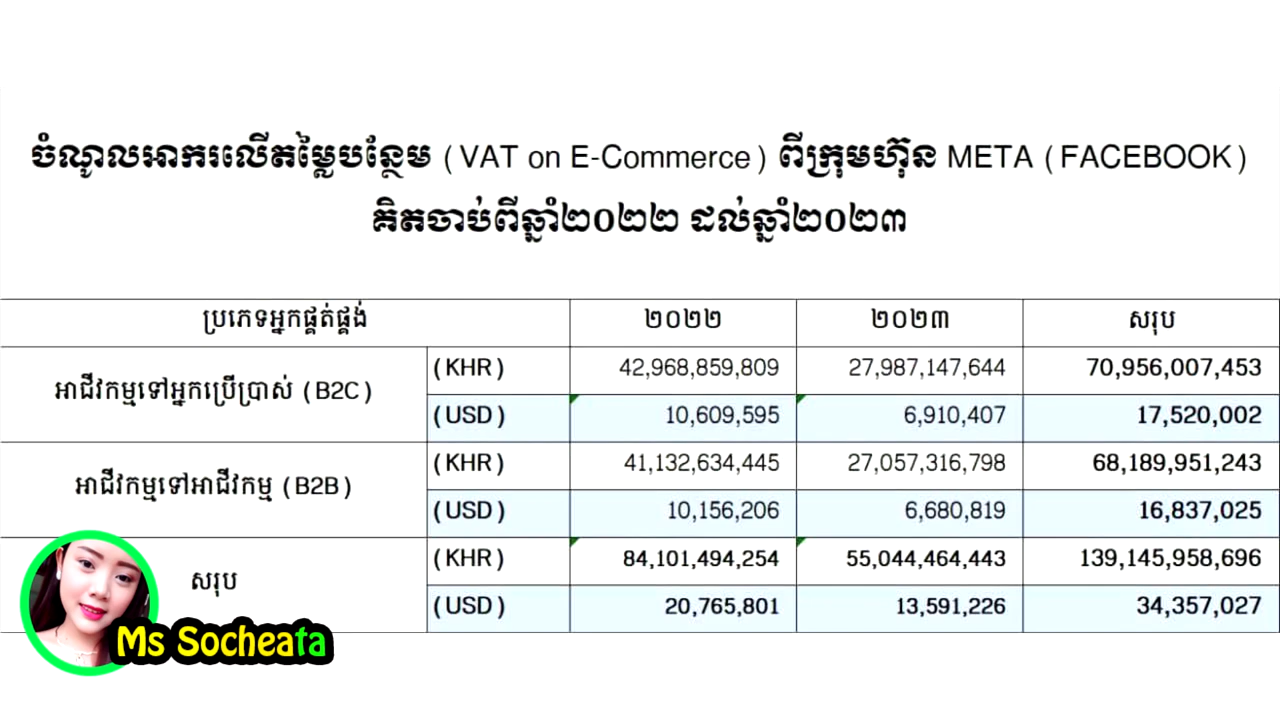 ចំណូលអាករលើតម្លៃបន្ថែម (VAT on E-Commerce) ពីក្រុមហ៊ុន META (FACEBOOK)
គិតចាប់ពីឆ្នាំ២០២២ ដល់ឆ្នាំ២០២៣
ប្រភេទអ្នកផ្គត់ផ្គង់ ២០២២ ២០២៣ សរុប
អាជីវកម្មទៅអ្នកប្រើប្រាស់ (B2C)
(KHR) 42,968,859,809 27,987,147,644 70,956,007,453
(USD) 10,609,595 6,910,407 17,520,002
អាជីវកម្មទៅអាជីវកម្ម (B2B)
(KHR) 41,132,634,445 27,057,316,798 68,189,951,243
(USD) 10,156,206 6,680,819 16,837,025
សរុប
(KHR) 84,101,494,254 55,044,464,443 139,145,958,696
(USD) 20,765,801 13,591,226 34,357,027
Ms Socheata